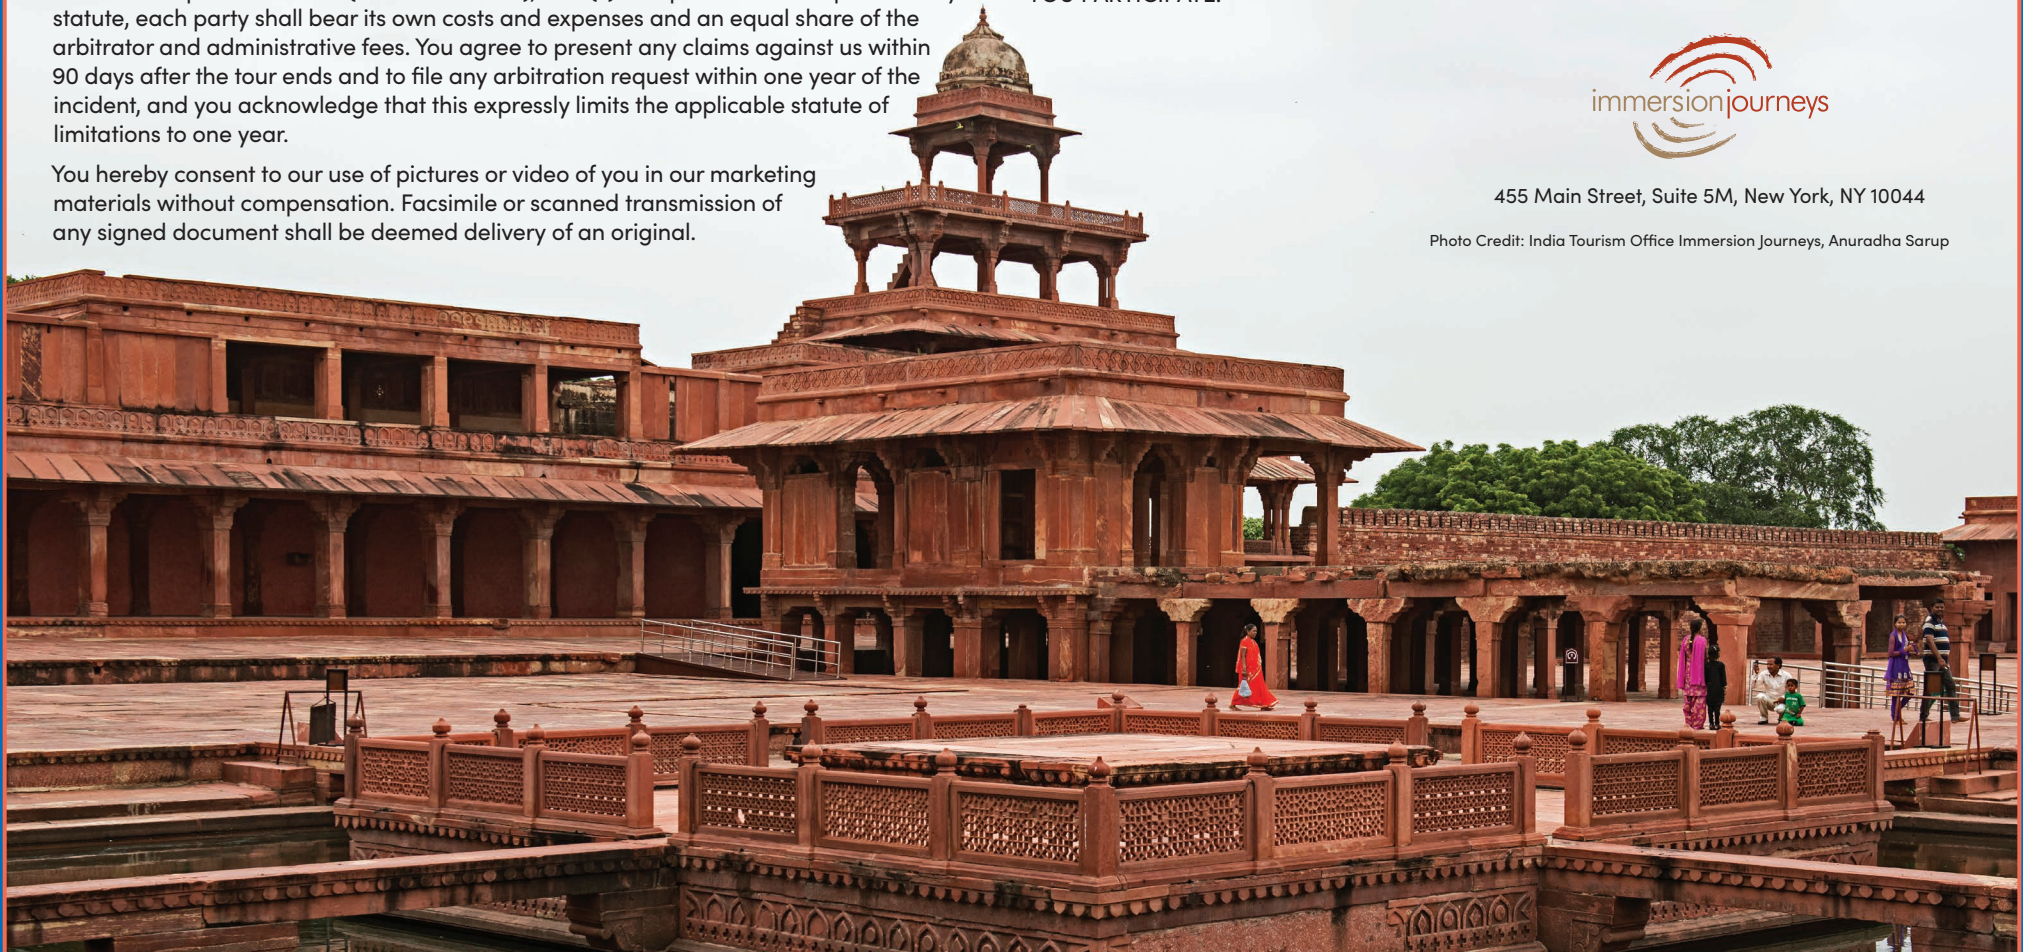 statute, each party shall bear its own costs and expenses and an equal share of the
arbitrator and administrative fees. You agree to present any claims against us within
90 days after the tour ends and to file any arbitration request within one year of the
incident, and you acknowledge that this expressly limits the applicable statute of
limitations to one year.
You hereby consent to our use of pictures or video of you in our marketing
materials without compensation. Facsimile or scanned transmission of
any signed document shall be deemed delivery of an original.
immersionjourneys
455 Main Street, Suite 5M, New York, NY 10044
Photo Credit: India Tourism Office Immersion Journeys, Anuradha Sarup